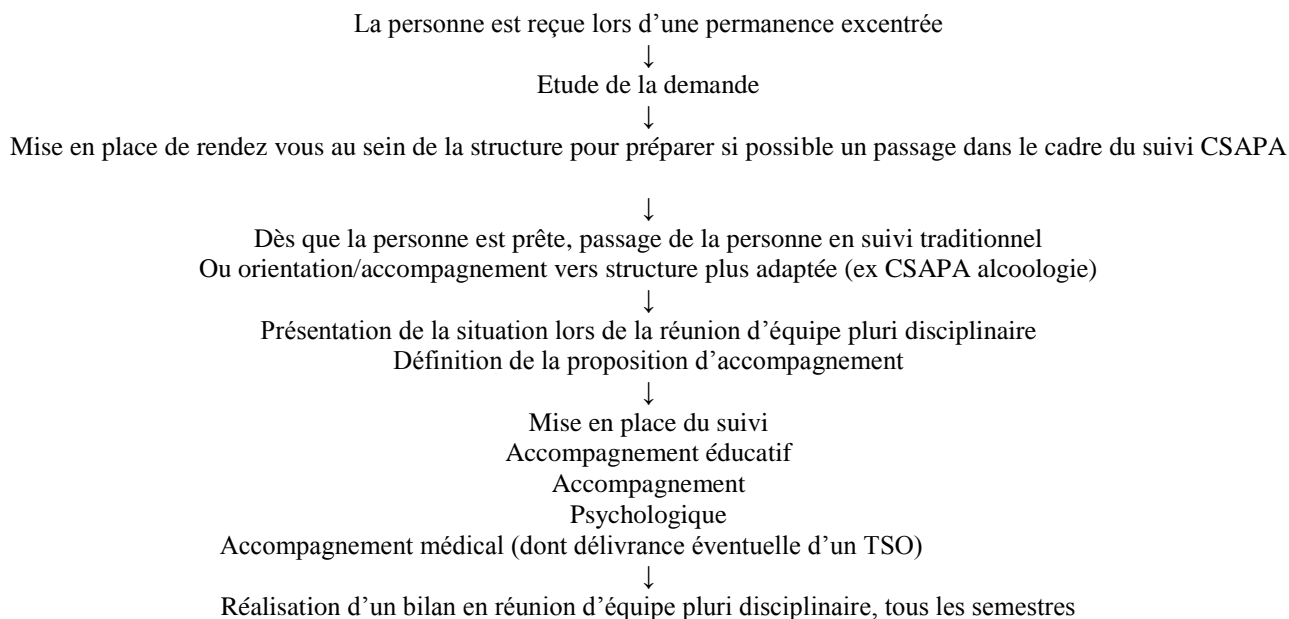 La personne est reçue lors d’une permanence excentrée
↓
Etude de la demande
↓
Mise en place de rendez vous au sein de la structure pour préparer si possible un passage dans le cadre du suivi CSAPA
↓
Dès que la personne est prête, passage de la personne en suivi traditionnel
Ou orientation/accompagnement vers structure plus adaptée (ex CSAPA alcoologie)
↓
Présentation de la situation lors de la réunion d’équipe pluri disciplinaire
Définition de la proposition d’accompagnement
↓
Mise en place du suivi
Accompagnement éducatif
Accompagnement
Psychologique
Accompagnement médical (dont délivrance éventuelle d’un TSO)
↓
Réalisation d’un bilan en réunion d’équipe pluri disciplinaire, tous les semestres